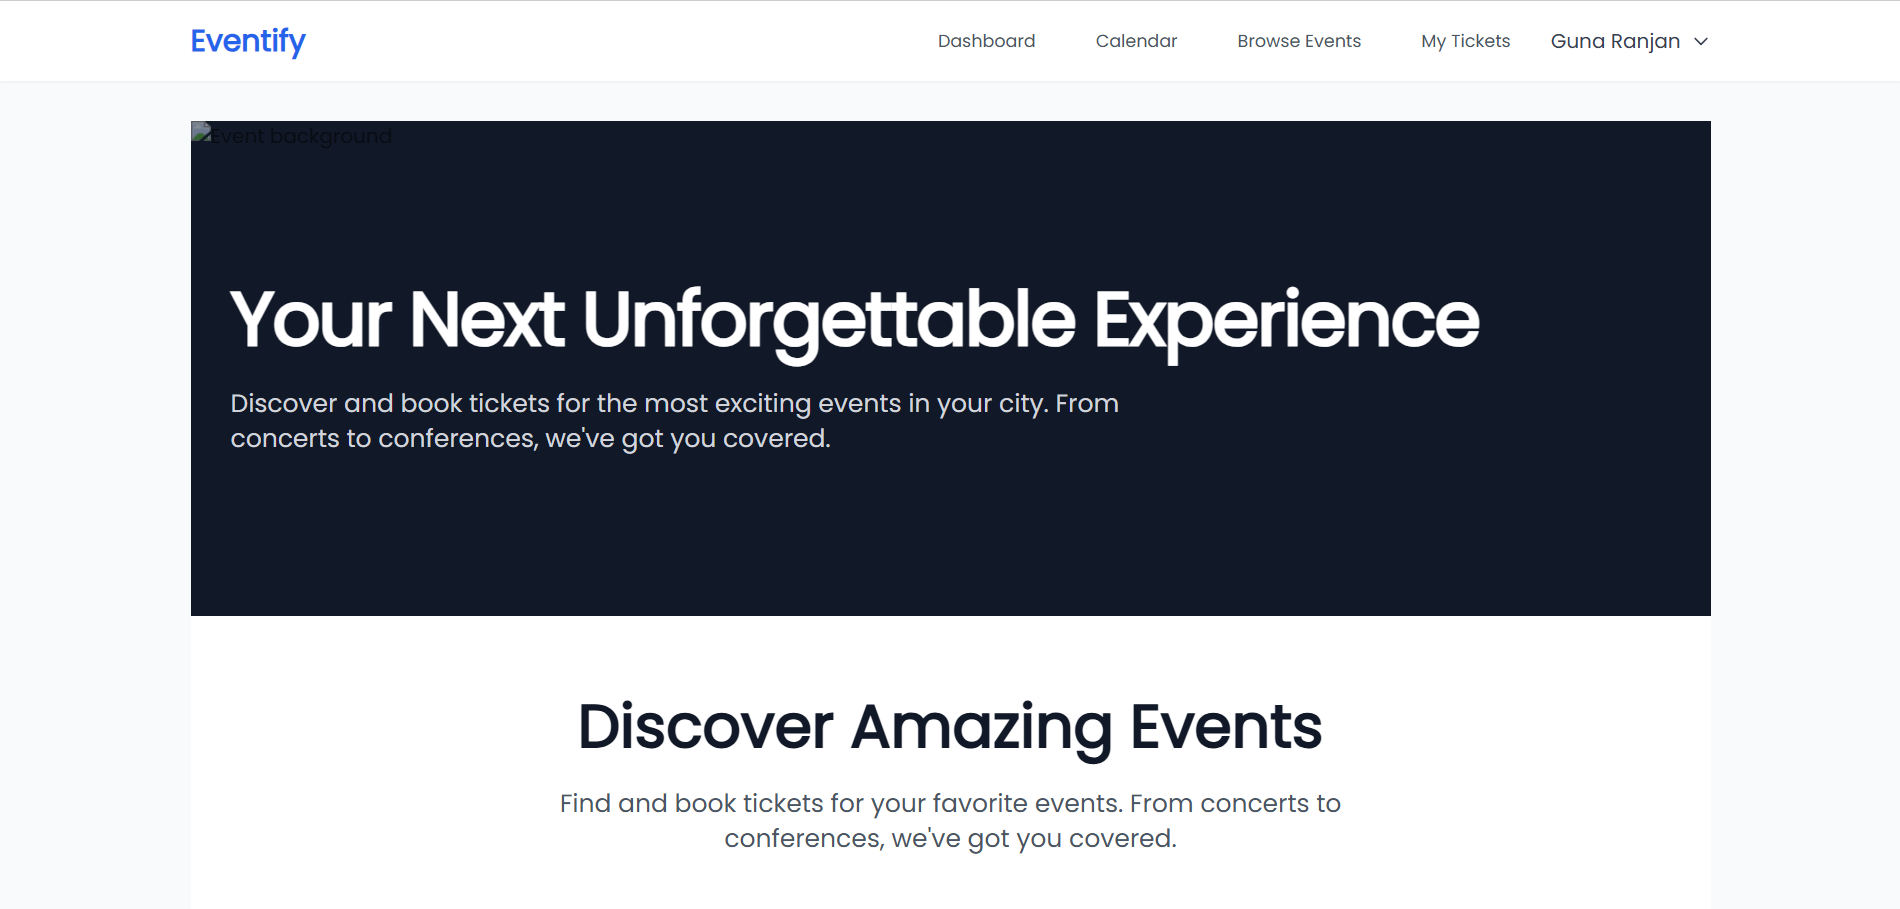 Eventify
Dashboard
Calendar
Browse Events
My Tickets
Guna Ranjan
Event background
Your Next Unforgettable Experience
Discover and book tickets for the most exciting events in your city. From
concerts to conferences, we've got you covered.
Discover Amazing Events
Find and book tickets for your favorite events. From concerts to
conferences, we've got you covered.